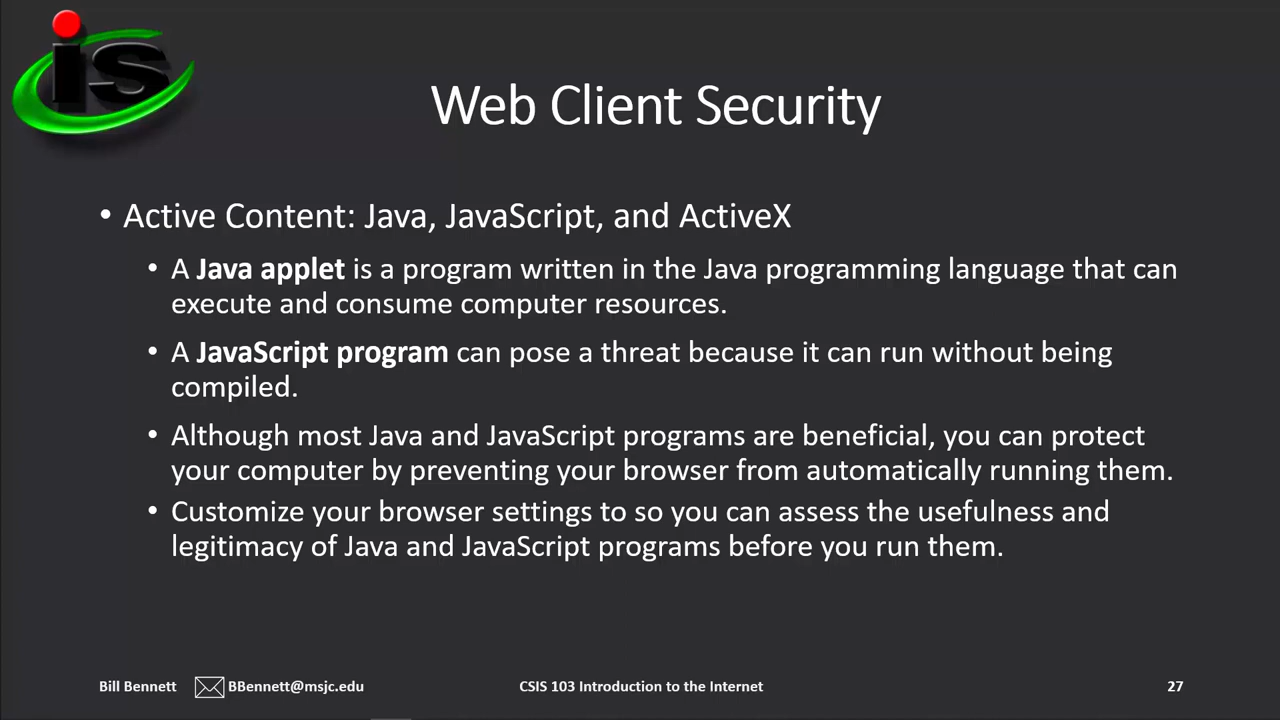 is
Web Client Security
• Active Content: Java, JavaScript, and ActiveX
• A Java applet is a program written in the Java programming language that can
execute and consume computer resources.
• A JavaScript program can pose a threat because it can run without being
compiled.
• Although most Java and JavaScript programs are beneficial, you can protect
your computer by preventing your browser from automatically running them.
• Customize your browser settings to so you can assess the usefulness and
legitimacy of Java and JavaScript programs before you run them.
Bill Bennett BBennett@msjc.edu CSIS 103 Introduction to the Internet 27